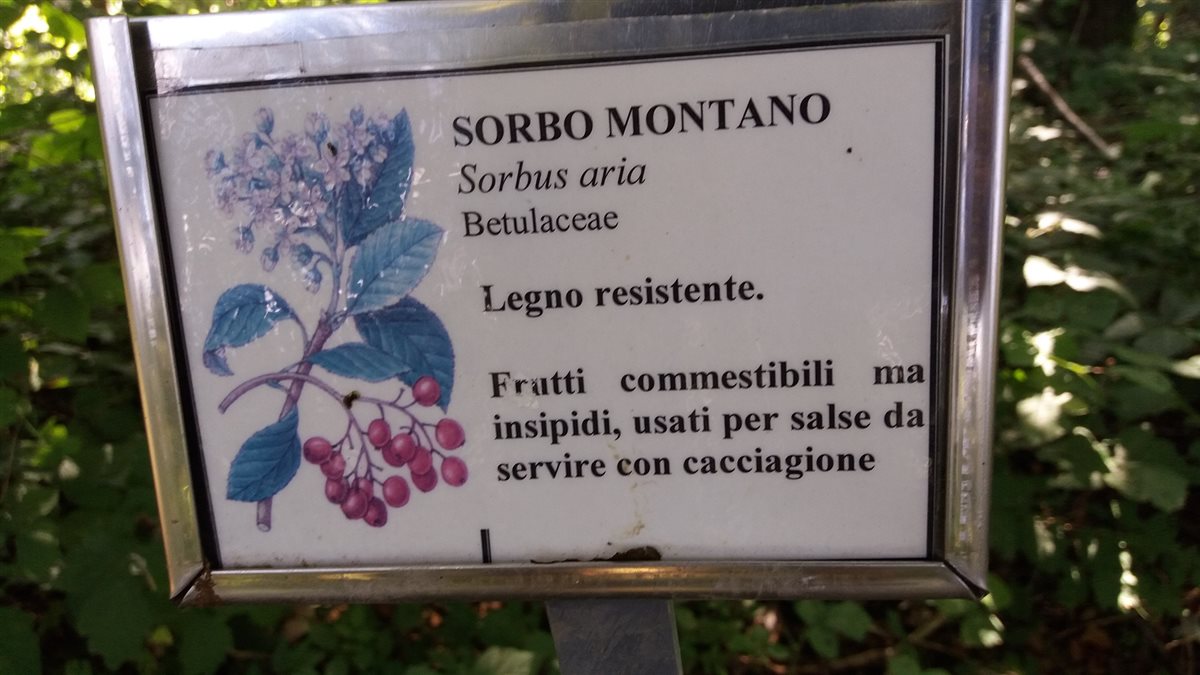 SORBO MONTANO
Sorbus aria
Betulaceae
Legno resistente.
Frutti commestibili ma
insipidi, usati per salse da
servire con cacciagione